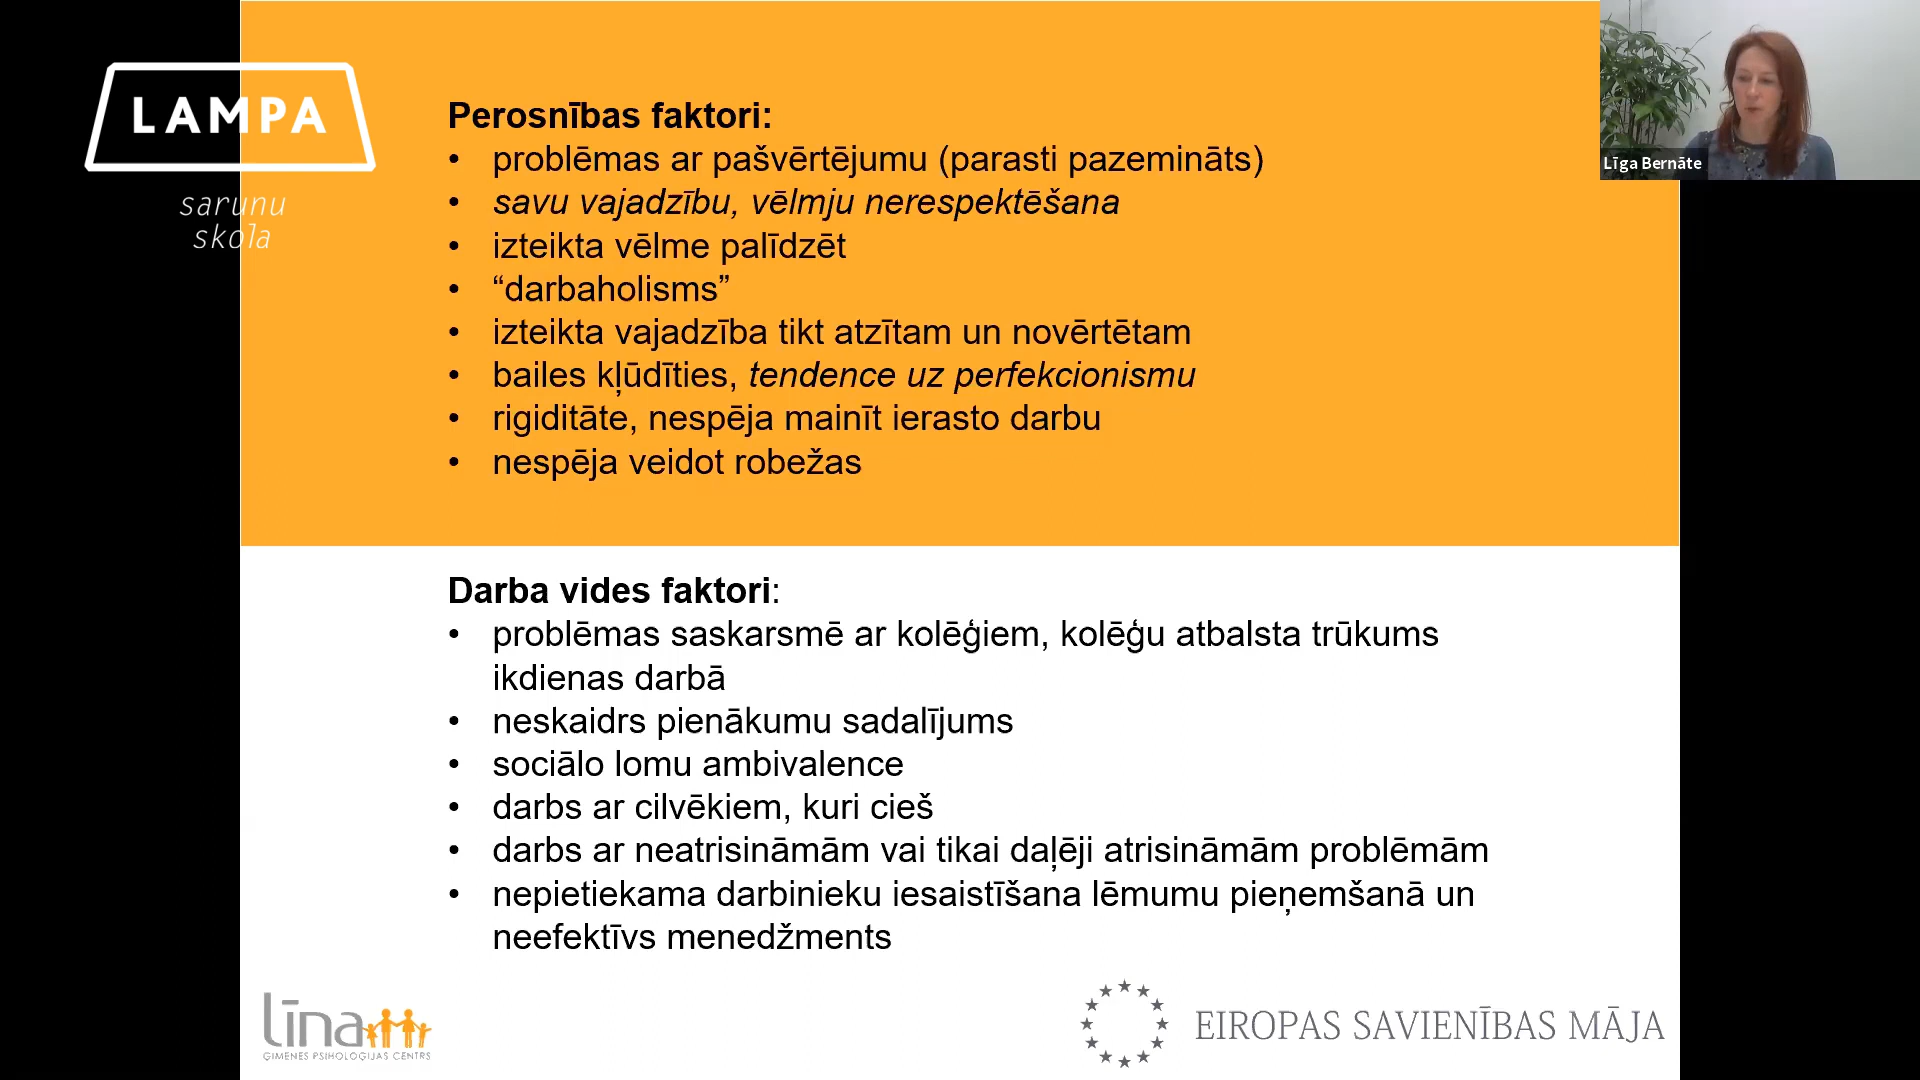 LAMPA
sarunu
skola
Perosnības faktori:
• problēmas ar pašvērtējumu (parasti pazemināts)
• savu vajadzību, vēlmju nerespektēšana
• izteikta vēlme palīdzēt
• “darbaholisms”
• izteikta vajadzība tikt atzītam un novērtētam
• bailes kļūdīties, tendence uz perfekcionismu
• rigiditāte, nespēja mainīt ierasto darbu
• nespēja veidot robežas
Līga Bernāte
Darba vides faktori:
• problēmas saskarsmē ar kolēģiem, kolēģu atbalsta trūkums
ikdienas darbā
• neskaidrs pienākumu sadalījums
• sociālo lomu ambivalence
• darbs ar cilvēkiem, kuri cieš
• darbs ar neatrisināmām vai tikai daļēji atrisināmām problēmām
• nepietiekama darbinieku iesaistīšana lēmumu pieņemšanā un
neefektīvs menedžments
līna
ĢIMENES PSIHOLOĢIJAS CENTRS
EIROPAS SAVIENĪBAS MĀJA